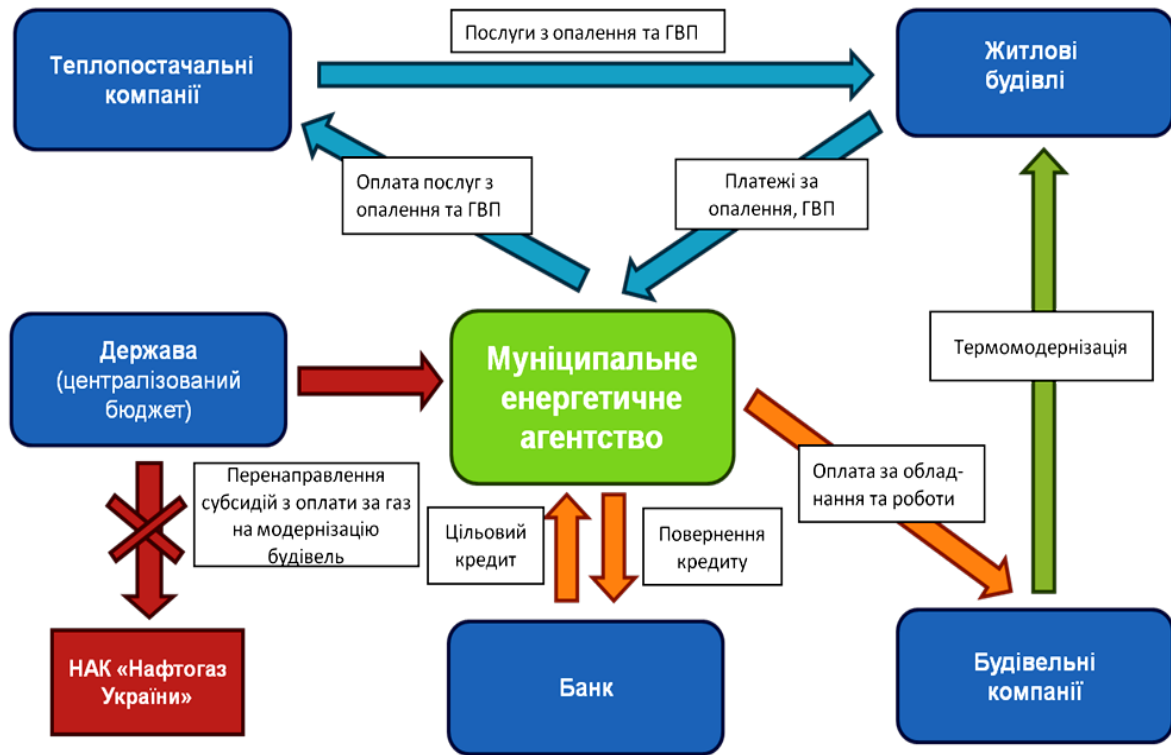 Послуги з опалення та ГВП
Теплопостачальні
компанії
Житлові
будівлі
Оплата послуг з
опалення та ГВП
Платежі за
опалення, ГВП
Держава
(централізований
бюджет)
Муніципальне
енергетичне
агентство
Термомодернізація
Перенаправлення
субсидій з оплати за газ
на модернізацію
будівель
Цільовий
кредит
Повернення
кредиту
Оплата за облад-
нання та роботи
НАК «Нафтогаз
України»
Банк
Будівельні
компанії